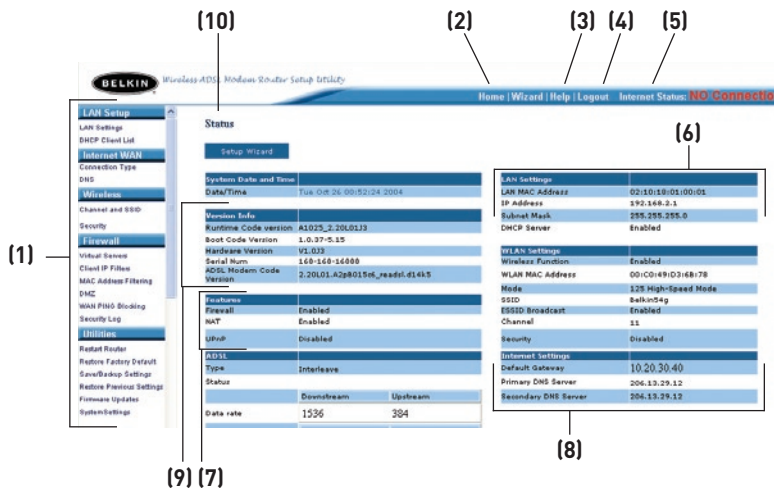 (10)
(2)
(3)
(4)
(5)
BELKIN Wireless ADSL Modem Router Setup Utility
Home | Wizard | Help | Logout Internet Status: NO Connectio
(1)
LAN Setup
LAN Settings
DHCP Client List
Internet WAN
Connection Type
DNS
Wireless
Channel and SSID
Security
Firewall
Virtual Servers
Client IP Filters
MAC Address Filtering
DMZ
WAN PING Blocking
Security Log
Utilities
Restart Router
Restore Factory Default
Save/Backup Settings
Restore Previous Settings
Firmware Updates
System Settings
Status
Setup Wizard
System Date and Time
Date/Time Tue Oct 26 00:52:24 2004
Version Info
Runtime Code version A1025_2.20L01J3
Boot Code Version 1.0.37-5.15
Hardware Version V1.0J3
Serial Num 168-168-16888
ADSL Modem Code
Version
Features
Firewall Enabled
NAT Enabled
UPnP Disabled
ADSL
Type Interleave
Status
Downstream Upstream
Data rate 1536 384
(6)
LAN Settings
LAN MAC Address 02:10:18:01:00:01
IP Address 192.168.2.1
Subnet Mask 255.255.255.0
DHCP Server Enabled
WLAN Settings
Wireless Function Enabled
WLAN MAC Address 00:C0:49:D3:68:78
Mode 125 High-Speed Mode
SSID Belkin54g
ESSID Broadcast Enabled
Channel 11
Security Disabled
Internet Settings
Default Gateway 10.20.30.40
Primary DNS Server 206.13.29.12
Secondary DNS Server 206.13.29.12
(8)
(9) (7)